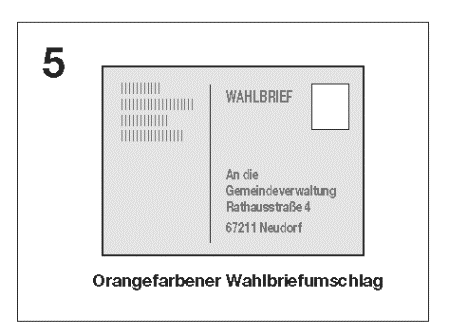 5
WAHLBRIEF
An die
Gemeindeverwaltung
Rathausstraße 4
67211 Neudorf
Orangefarbener Wahlbriefumschlag